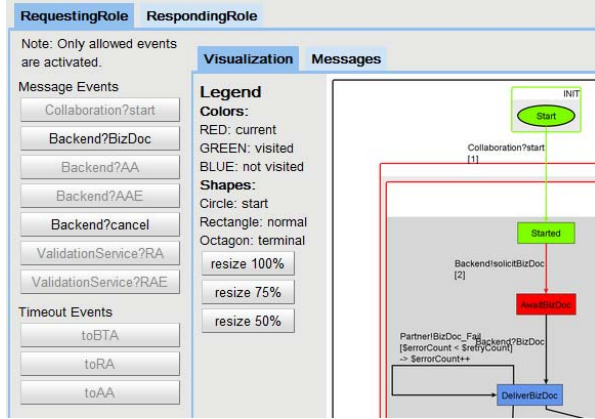 RequestingRole RespondingRole
Note: Only allowed events
are activated.
Message Events
Collaboration?start
Backend?BizDoc
Backend?AA
Backend?AAE
Backend?cancel
ValidationService?RA
ValidationService?RAE
Timeout Events
toBTA
toRA
toAA
Visualization Messages
Legend
Colors:
RED: current
GREEN: visited
BLUE: not visited
Shapes:
Circle: start
Rectangle: normal
Octagon: terminal
resize 100%
resize 75%
resize 50%
INIT
Start
Collaboration?start
[1]
Started
Backend!solicitBizDoc
[2]
AwaitBizDoc
Partner!BizDoc_Fail
[$errorCount < $retryCount]
-> $errorCount++
Backend?BizDoc
DeliverBizDoc